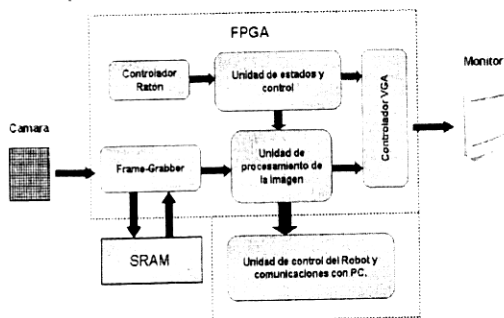 FPGA
Controlador
Ratón
Unidad de estados y
control
Controlador VGA
Monitor
Camara
Frame-Grabber
Unidad de
procesamiento de
la imagen
SRAM
Unidad de control del Robot y
comunicaciones con PC.